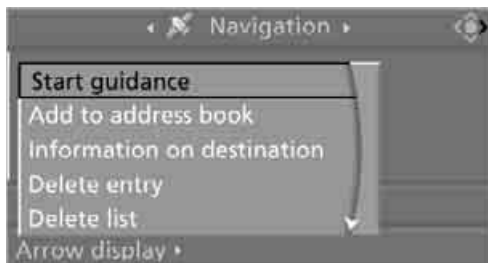 Navigation
Start guidance
Add to address book
Information on destination
Delete entry
Delete list
Arrow display